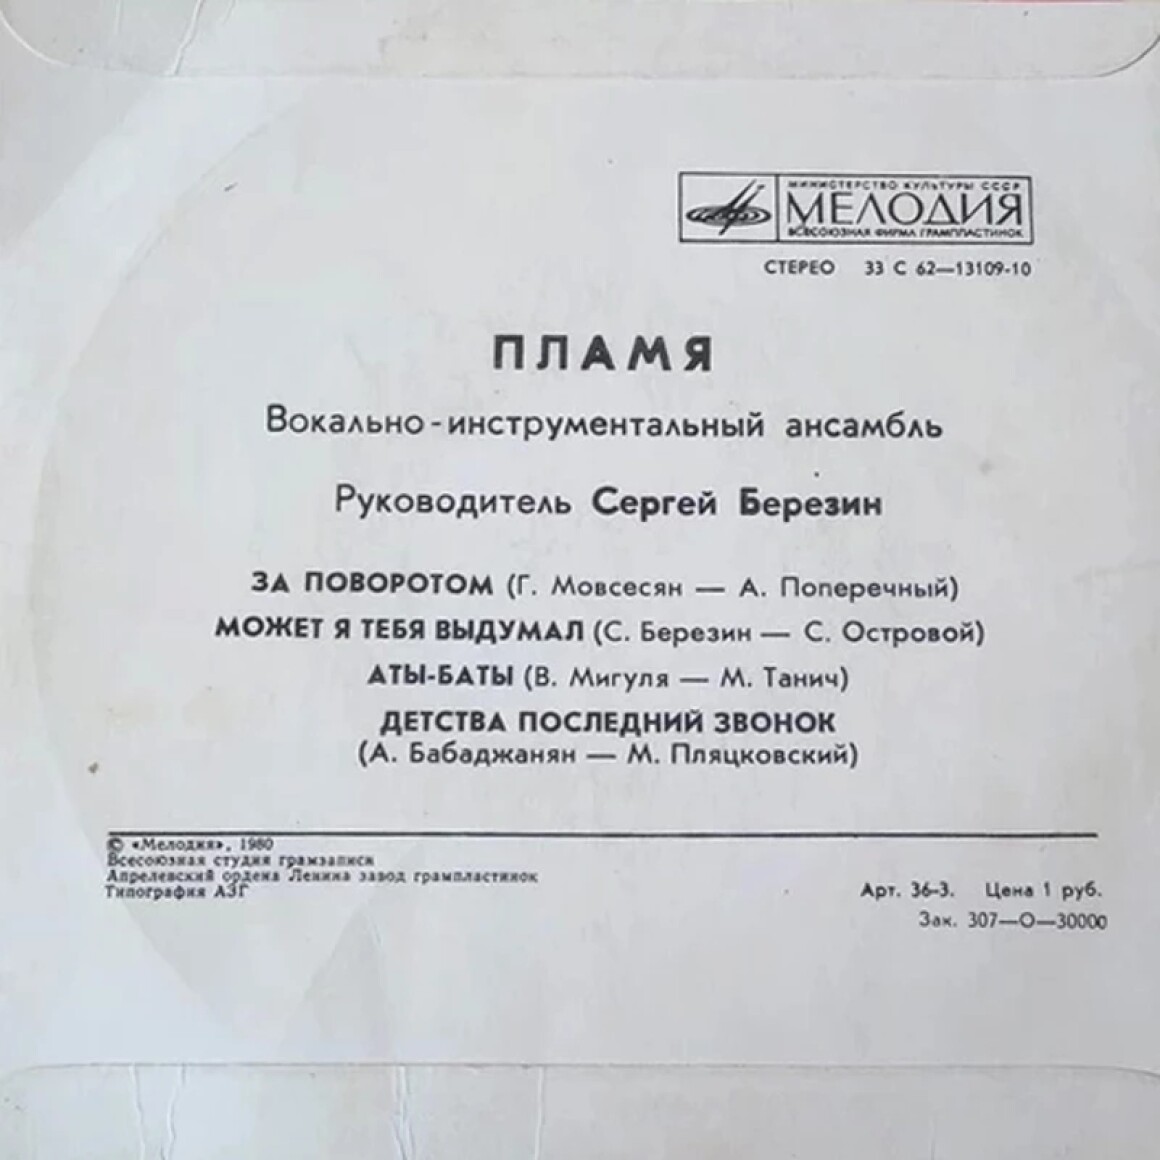 МИНИСТЕРСТВО КУЛЬТУРЫ СССР
МЕЛОДИЯ
ВСЕСОЮЗНАЯ ФИРМА ГРАМПЛАСТИНОК
СТЕРЕО 33 С 62—13109-10
ПЛАМЯ
Вокально-инструментальный ансамбль
Руководитель Сергей Березин
ЗА ПОВОРОТОМ (Г. Мовсесян — А. Поперечный)
МОЖЕТ Я ТЕБЯ ВЫДУМАЛ (С. Березин — С. Островой)
АТЫ-БАТЫ (В. Мигуля — М. Танич)
ДЕТСТВА ПОСЛЕДНИЙ ЗВОНОК
(А. Бабаджанян — М. Пляцковский)
© «Мелодия», 1980
Всесоюзная студия грамзаписи
Апрелевский ордена Ленина завод грампластинок
Типография АЗГ
Арт. 36-3. Цена 1 руб.
Зак. 307—О—30000